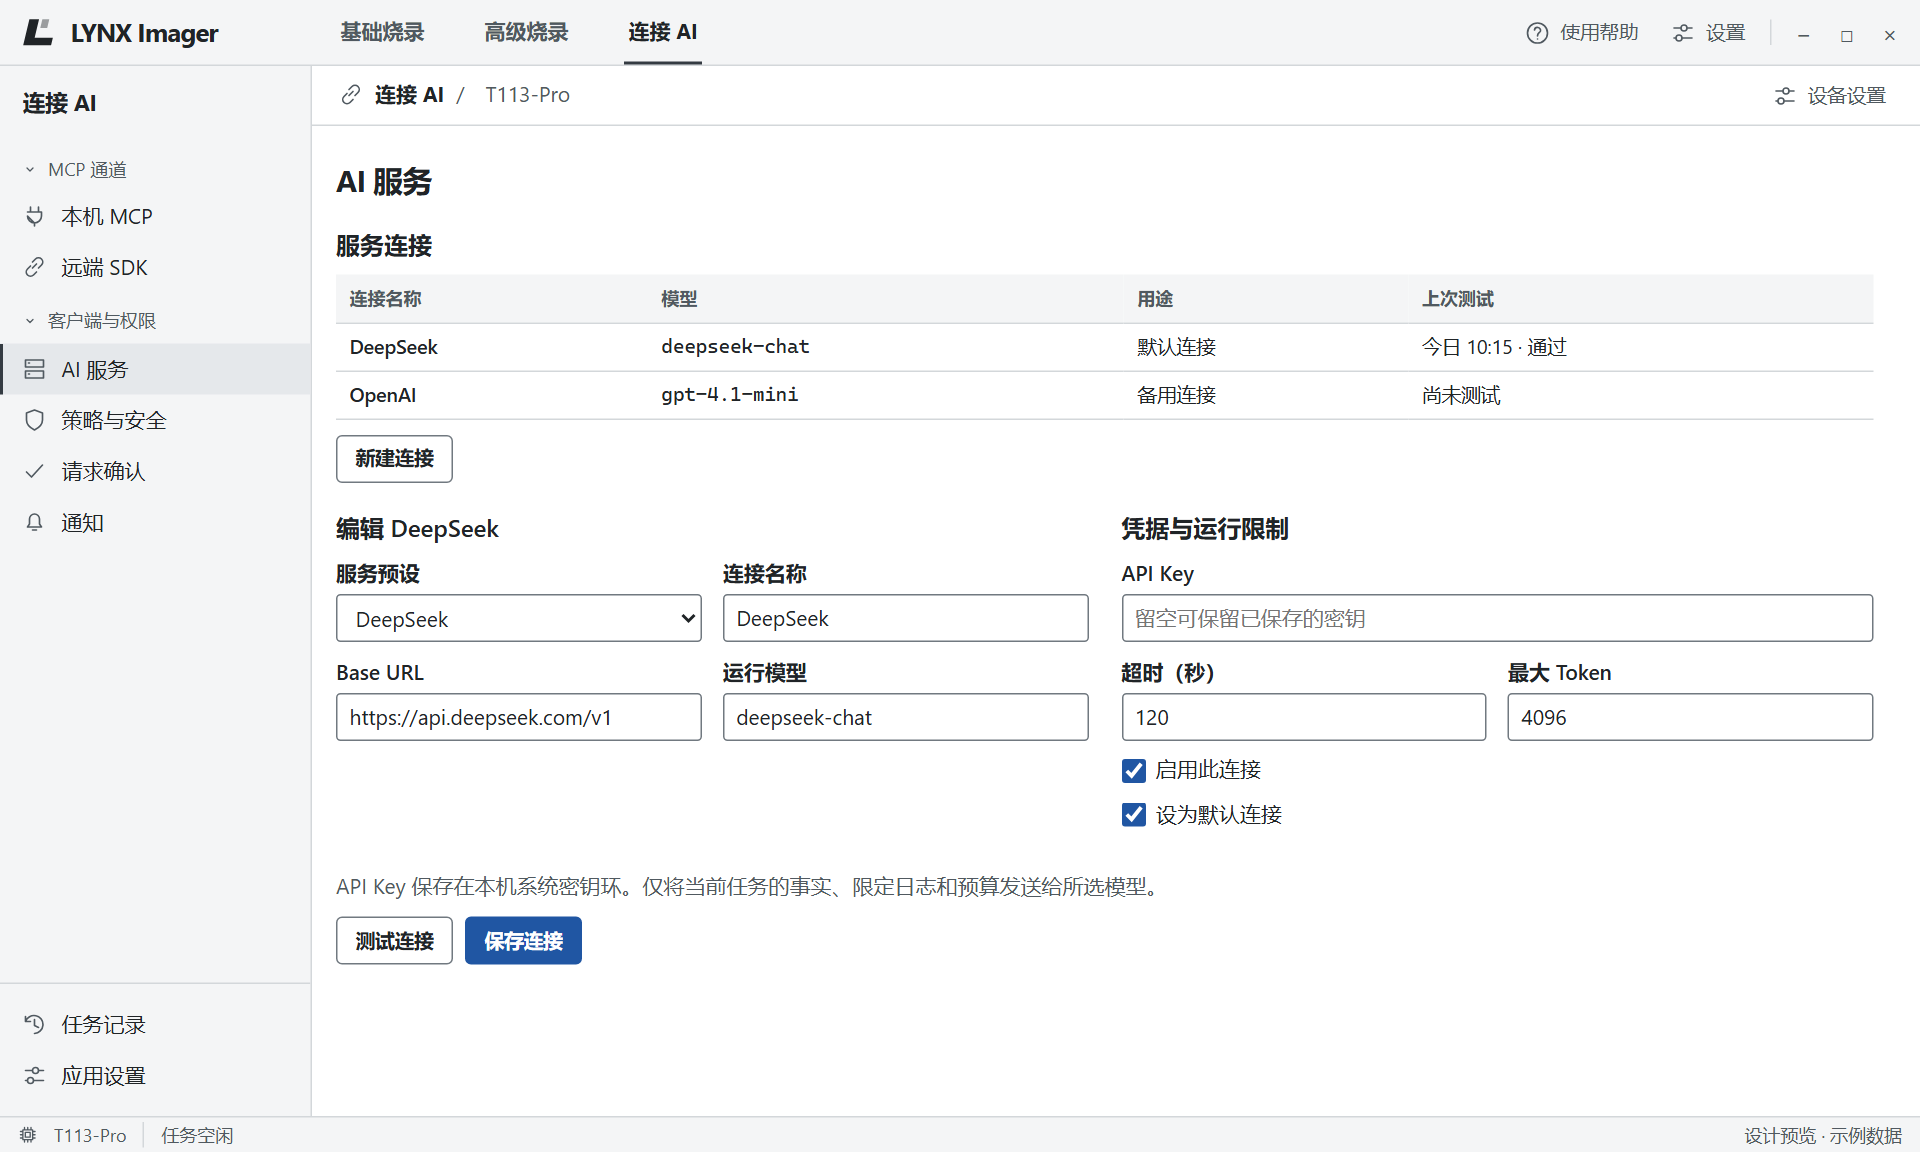 LYNX Imager
基础烧录
高级烧录
连接 AI
使用帮助
设置
连接 AI
MCP 通道
本机 MCP
远端 SDK
客户端与权限
AI 服务
策略与安全
请求确认
通知
任务记录
应用设置
连接 AI / T113-Pro
设备设置
AI 服务
服务连接
连接名称 模型 用途 上次测试
DeepSeek deepseek-chat 默认连接 今日 10:15 · 通过
OpenAI gpt-4.1-mini 备用连接 尚未测试
新建连接
编辑 DeepSeek
服务预设
DeepSeek
连接名称
DeepSeek
Base URL
https://api.deepseek.com/v1
运行模型
deepseek-chat
凭据与运行限制
API Key
留空可保留已保存的密钥
超时（秒）
120
最大 Token
4096
启用此连接
设为默认连接
API Key 保存在本机系统密钥环。仅将当前任务的事实、限定日志和预算发送给所选模型。
测试连接
保存连接
T113-Pro
任务空闲
设计预览 · 示例数据